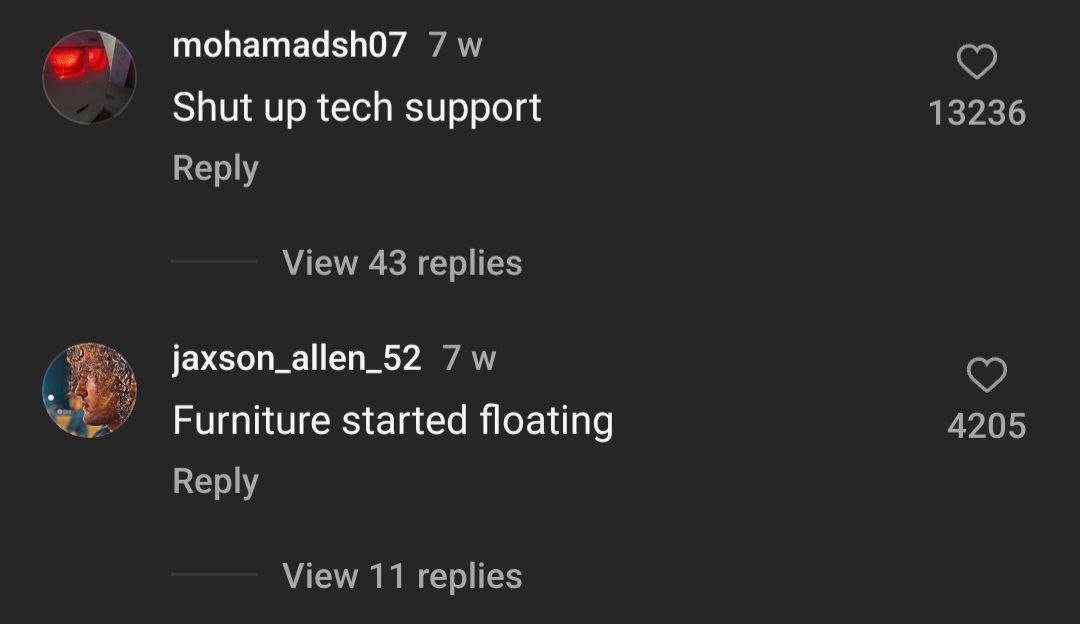 mohamadsh07 7 w
Shut up tech support
13236
Reply
View 43 replies
jaxson_allen_52 7 w
Furniture started floating
4205
Reply
View 11 replies